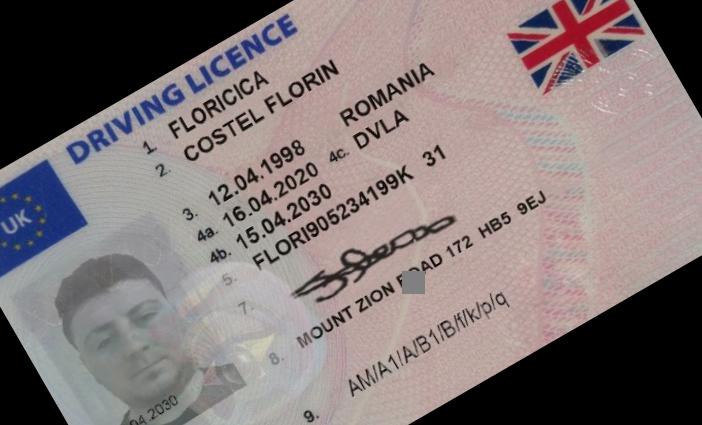 DRIVING LICENCE
UK
1. FLORICICA
2. COSTEL FLORIN
3. 12.04.1998 ROMANIA
4a. 16.04.2020 4c. DVLA
4b. 15.04.2030
5. FLORI905234199K 31
7.
8. MOUNT ZION ROAD 172 HB5 9EJ
9. AM/A1/A/B1/B/f/k/p/q
04.2030